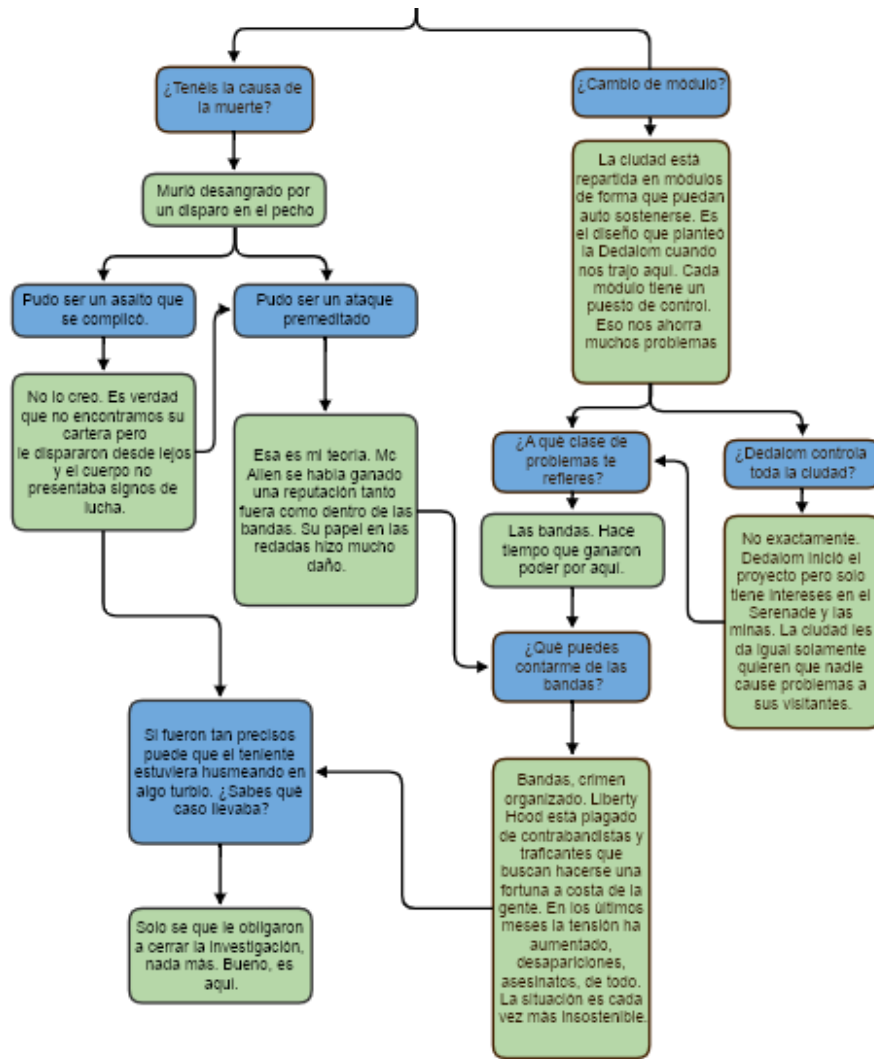 ¿Tenéis la causa de
la muerte?
¿Cambio de módulo?
Murió desangrado por
un disparo en el pecho
La ciudad está
repartida en módulos
de forma que puedan
auto sostenerse. Es
el diseño que planteó
la Dedalom cuando
nos trajo aquí. Cada
módulo tiene un
puesto de control.
Eso nos ahorra
muchos problemas
Pudo ser un asalto que
se complicó.
Pudo ser un ataque
premeditado
No lo creo. Es verdad
que no encontramos su
cartera pero
le dispararon desde lejos
y el cuerpo no
presentaba signos de
lucha.
Esa es mi teoría. Mc
Allen se había ganado
una reputación tanto
fuera como dentro de las
bandas. Su papel en las
redadas hizo mucho
daño.
¿A qué clase de
problemas te
refieres?
¿Dedalom controla
toda la ciudad?
Las bandas. Hace
tiempo que ganaron
poder por aquí.
No exactamente.
Dedalom inició el
proyecto pero solo
tiene intereses en el
Serenade y las
minas. La ciudad les
da igual solamente
quieren que nadie
cause problemas a
sus visitantes.
¿Qué puedes
contarme de las
bandas?
Si fueron tan precisos
puede que el teniente
estuviera husmeando en
algo turbio. ¿Sabes qué
caso llevaba?
Bandas, crimen
organizado. Liberty
Hood está plagado
de contrabandistas y
traficantes que
buscan hacerse una
fortuna a costa de la
gente. En los últimos
meses la tensión ha
aumentado,
desapariciones,
asesinatos, de todo.
La situación es cada
vez más insostenible.
Solo se que le obligaron
a cerrar la investigación,
nada más. Bueno, es
aquí.